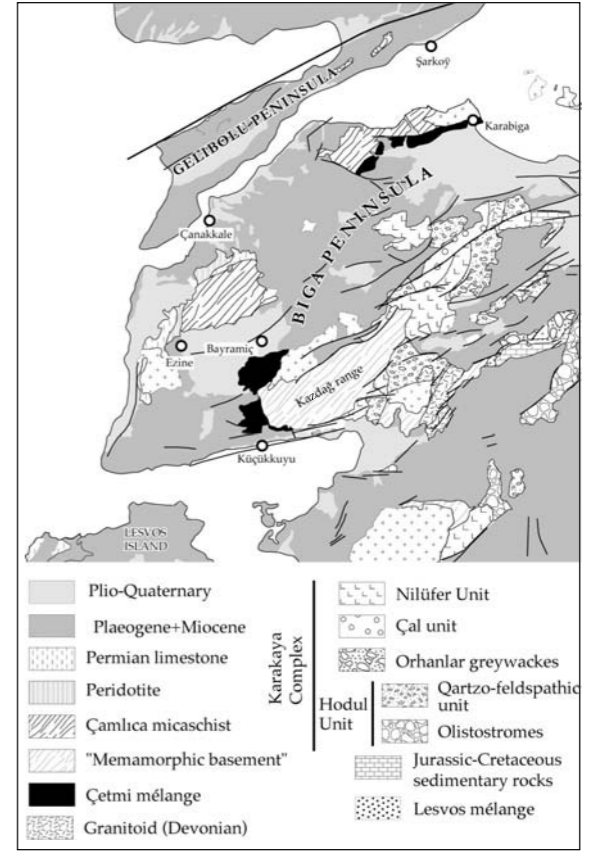 Şarkoÿ
GELIBOLU PENINSULA
Karabiga
BIGA PENINSULA
Çanakkale
Bayramiç
Ezine
Kazdağ range
Küçükkuyu
LESVOS
ISLAND
Plio-Quaternary
Plaeogene+Miocene
Permian limestone
Peridotite
Çamlıca micaschist
"Memamorphic basement"
Çetmi mélange
Granitoid (Devonian)
Karakaya
Complex
Nilüfer Unit
Çal unit
Orhanlar greywackes
Hodul
Unit
Qartzo-feldspathic
unit
Olistostromes
Jurassic-Cretaceous
sedimentary rocks
Lesvos mélange